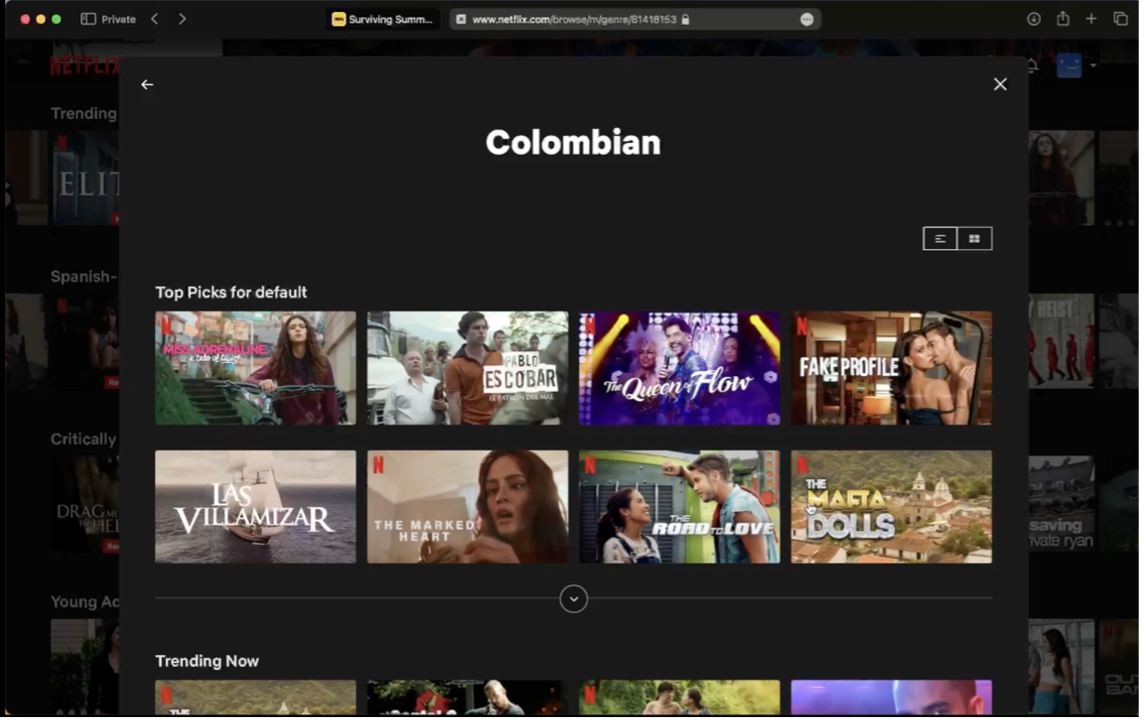 Private
Surviving Summ...
www.netflix.com/browse/m/genre/81418153
NETFLIX
Colombian
Trending
ELIT
Spanish-
Top Picks for default
N
MISS ADRENALINE
a tale of twins
PABLO
ESCOBAR
EL PATRÓN DEL MAL
N
The Queen of Flow
N
FAKE PROFILE
Y HEIST
Critically
DRAG ME
TO HELL
LAS
VILLAMIZAR
N
THE MARKED
HEART
N
THE
ROAD TO LOVE
N
THE
MAFIA
DOLLS
saving
rivate ryan
Young Ad
Trending Now
N
THE
N